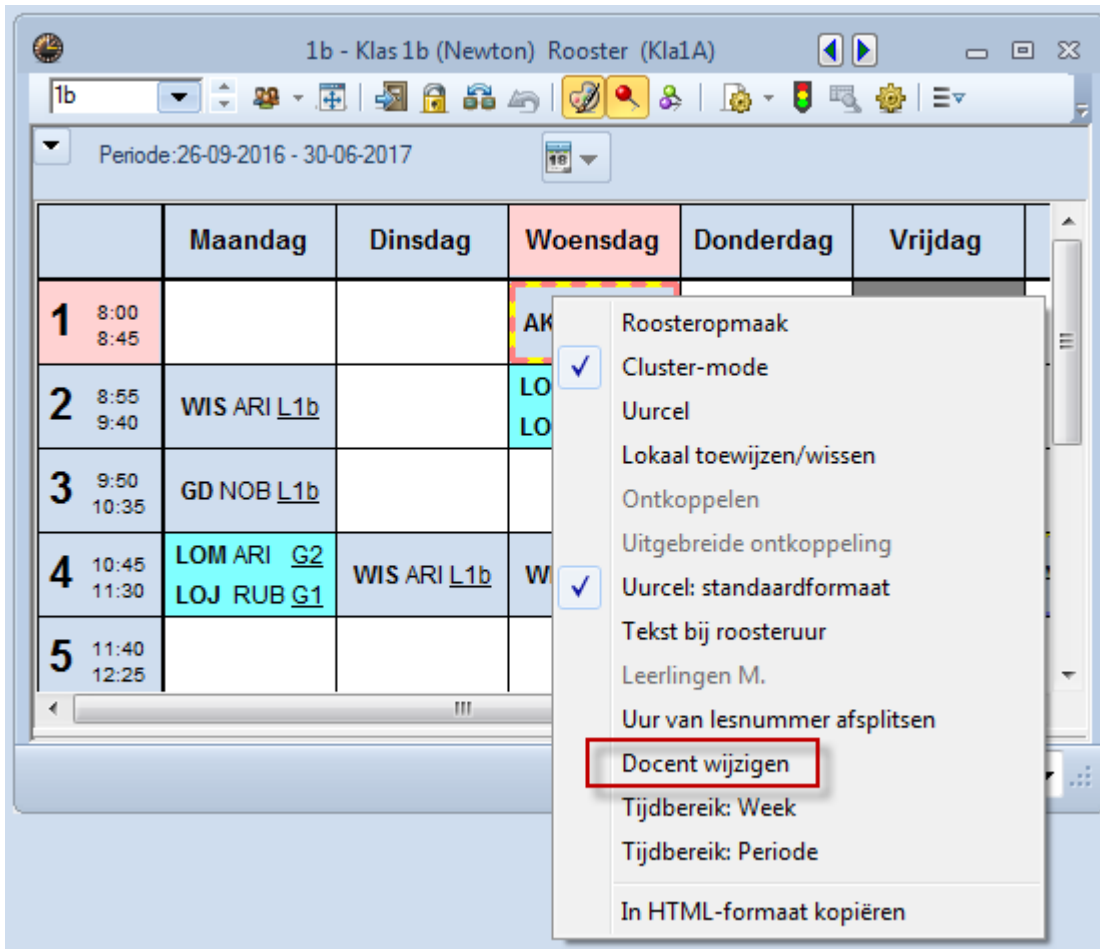 1b - Klas 1b (Newton) Rooster (Kla1A)
1b
Periode:26-09-2016 - 30-06-2017
18
Maandag Dinsdag Woensdag Donderdag Vrijdag
1 8:00 8:45 AK
2 8:55 9:40 WIS ARI L1b LO LO
3 9:50 10:35 GD NOB L1b
4 10:45 11:30 LOM ARI G2 LOJ RUB G1 WIS ARI L1b
5 11:40 12:25
Roosteropmaak
Cluster-mode
Uurcel
Lokaal toewijzen/wissen
Ontkoppelen
Uitgebreide ontkoppeling
Uurcel: standaardformaat
Tekst bij roosteruur
Leerlingen M.
Uur van lesnummer afsplitsen
Docent wijzigen
Tijdbereik: Week
Tijdbereik: Periode
In HTML-formaat kopiëren